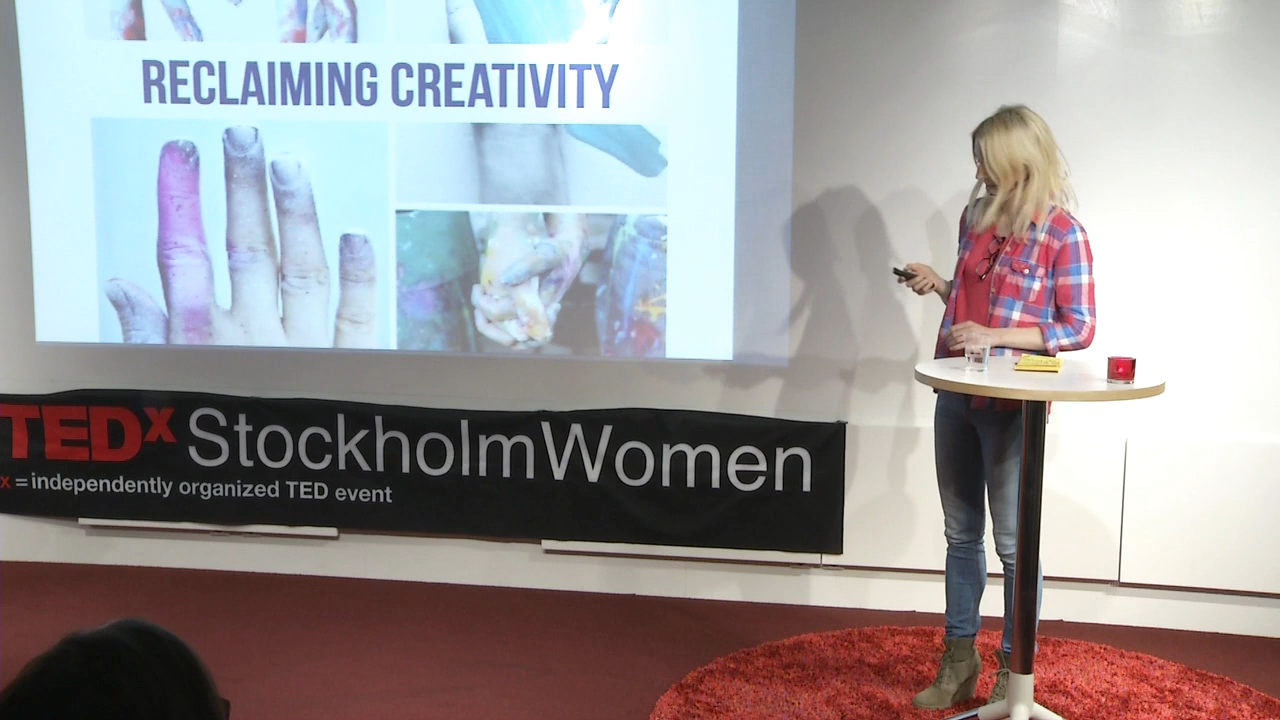 RECLAIMING CREATIVITY
TEDx StockholmWomen
x = independently organized TED event